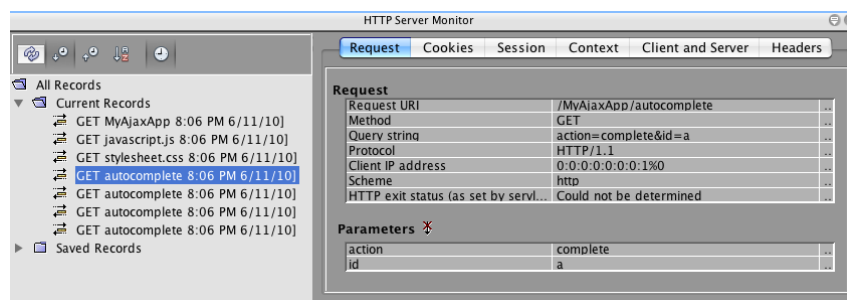 HTTP Server Monitor
Request Cookies Session Context Client and Server Headers
All Records
Current Records
GET MyAjaxApp 8:06 PM 6/11/10]
GET javascript.js 8:06 PM 6/11/10]
GET stylesheet.css 8:06 PM 6/11/10]
GET autocomplete 8:06 PM 6/11/10]
GET autocomplete 8:06 PM 6/11/10]
GET autocomplete 8:06 PM 6/11/10]
GET autocomplete 8:06 PM 6/11/10]
Saved Records
Request
Request URI /MyAjaxApp/autocomplete ..
Method GET ..
Query string action=complete&id=a ..
Protocol HTTP/1.1 ..
Client IP address 0:0:0:0:0:0:0:1%0 ..
Scheme http ..
HTTP exit status (as set by servl... Could not be determined ..
Parameters
action complete ..
id a ..